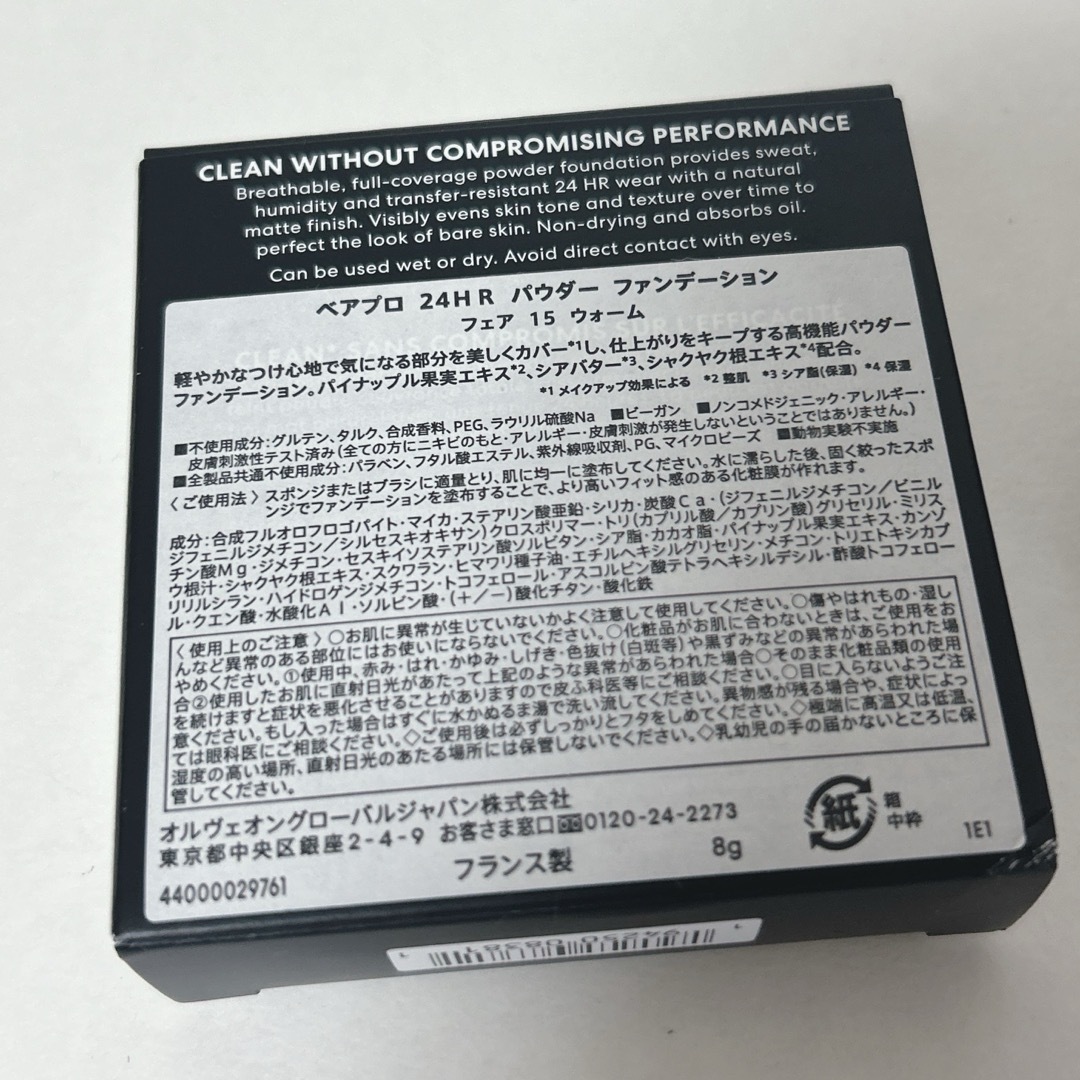 CLEAN WITHOUT COMPROMISING PERFORMANCE
Breathable, full-coverage powder foundation provides sweat,
humidity and transfer-resistant 24 HR wear with a natural
matte finish. Visibly evens skin tone and texture over time to
perfect the look of bare skin. Non-drying and absorbs oil.
Can be used wet or dry. Avoid direct contact with eyes.
ベアプロ 24HR パウダー ファンデーション
フェア 15 ウォーム
軽やかなつけ心地で気になる部分を美しくカバー*1し、仕上がりをキープする高機能パウダー
ファンデーション。パイナップル果実エキス*2、シアバター*3、シャクヤク根エキス*4配合。
*1 メイクアップ効果による *2 整肌 *3 シア脂(保湿) *4 保湿
■不使用成分:グルテン、タルク、合成香料、PEG、ラウリル硫酸Na ■ビーガン ■ノンコメドジェニック・アレルギー・
皮膚刺激性テスト済み(全ての方にニキビのもと・アレルギー・皮膚刺激が発生しないということではありません。)
■全製品共通不使用成分:パラベン、フタル酸エステル、紫外線吸収剤、PG、マイクロビーズ ■動物実験不実施
〈ご使用法〉スポンジまたはブラシに適量とり、肌に均一に塗布してください。水に濡らした後、固く絞ったスポ
ンジでファンデーションを塗布することで、より高いフィット感のある化粧膜が作れます。
成分:合成フルオロフロゴパイト・マイカ・ステアリン酸亜鉛・シリカ・炭酸Ca・(ジフェニルジメチコン/ビニル
ジフェニルジメチコン/シルセスキオキサン)クロスポリマー・トリ(カプリル酸/カプリン酸)グリセリル・ミリス
チン酸Mg・ジメチコン・セスキイソステアリン酸ソルビタン・シア脂・カカオ脂・パイナップル果実エキス・カンゾ
ウ根汁・シャクヤク根エキス・スクワラン・ヒマワリ種子油・エチルヘキシルグリセリン・メチコン・トリエトキシカプ
リリルシラン・ハイドロゲンジメチコン・トコフェロール・アスコルビン酸テトラヘキシルデシル・酢酸トコフェロー
ル・クエン酸・水酸化Al・ソルビン酸・(+/-)酸化チタン・酸化鉄
〈使用上のご注意〉○お肌に異常が生じていないかよく注意して使用してください。○傷やはれもの・湿し
んなど異常のある部位にはお使いにならないでください。○化粧品がお肌に合わないときは、ご使用をお
やめください。①使用中、赤み・はれ・かゆみ・しげき・色抜け(白斑等)や黒ずみなどの異常があらわれた場
合②使用したお肌に直射日光があたって上記のような異常があらわれた場合○そのまま化粧品類の使用
を続けますと症状を悪化させることがありますので皮ふ科医等にご相談ください。○目に入らないようご注
意ください。もし入った場合はすぐに水かぬるま湯で洗い流してください。異物感が残る場合や、症状によっ
ては眼科医にご相談ください。◇ご使用後は必ずしっかりとフタをしめてください。◇極端に高温又は低温、
湿度の高い場所、直射日光のあたる場所には保管しないでください。◇乳幼児の手の届かないところに保
管してください。
オルヴェオングローバルジャパン株式会社
東京都中央区銀座2-4-9 お客さま窓口 0120-24-2273
フランス製 8g
紙 箱
中枠
44000029761
1E1